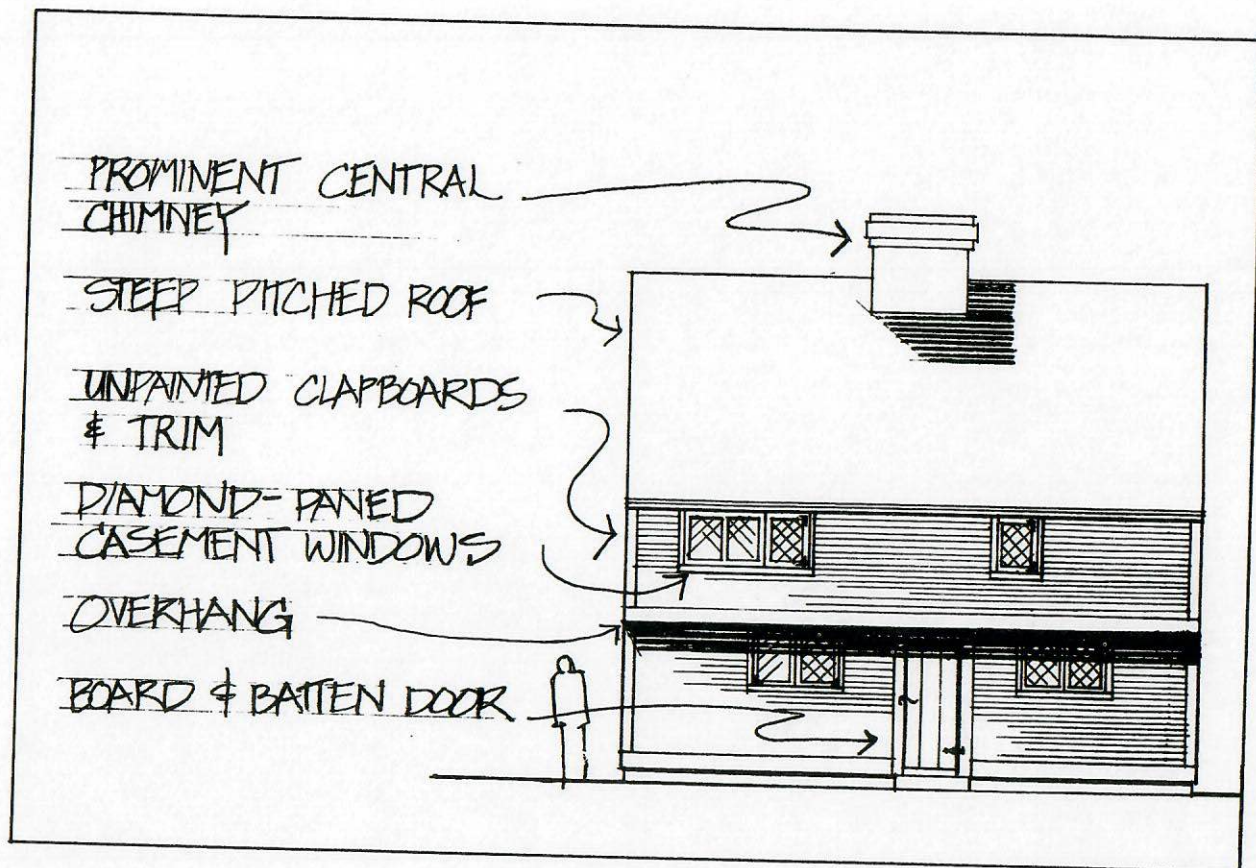 PROMINENT CENTRAL
CHIMNEY
STEEP PITCHED ROOF
UNPAINTED CLAPBOARDS
& TRIM
DIAMOND-PANED
CASEMENT WINDOWS
OVERHANG
BOARD & BATTEN DOOR